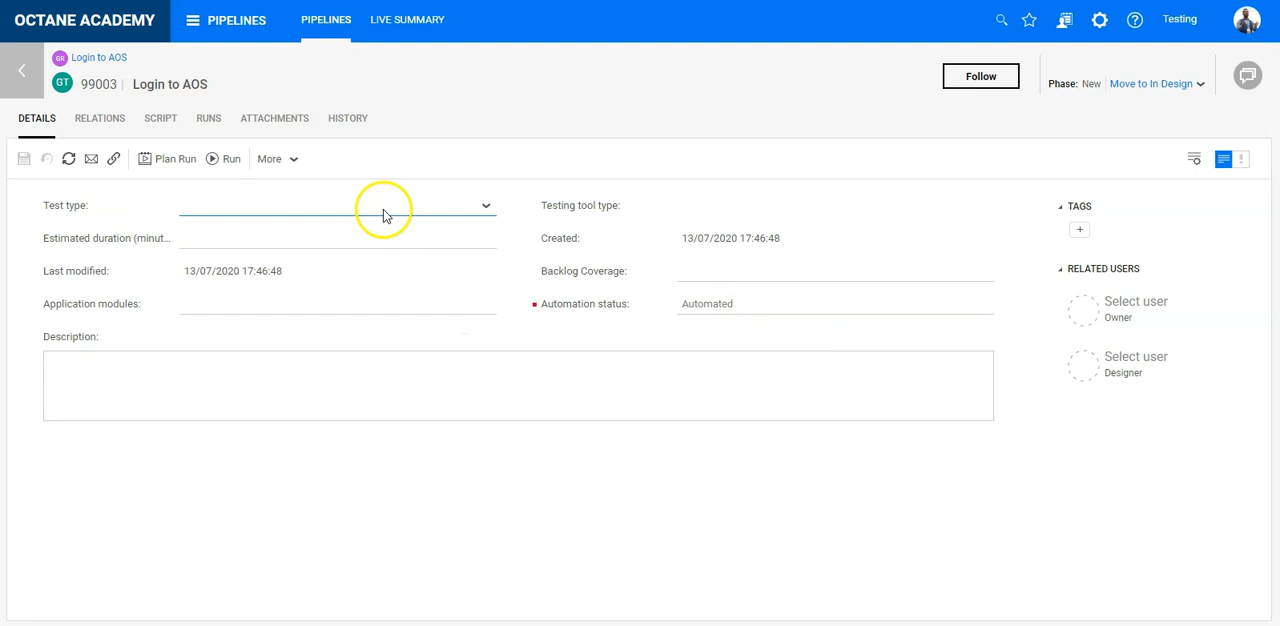 OCTANE ACADEMY PIPELINES PIPELINES LIVE SUMMARY Testing
GR Login to AOS
GT 99003 Login to AOS Follow Phase: New Move to In Design
DETAILS RELATIONS SCRIPT RUNS ATTACHMENTS HISTORY
Plan Run Run More
Test type: Testing tool type: TAGS
+
Estimated duration (minut... Created: 13/07/2020 17:46:48
Last modified: 13/07/2020 17:46:48 Backlog Coverage: RELATED USERS
Application modules: Automation status: Automated Select user
Owner
Description:
Select user
Designer